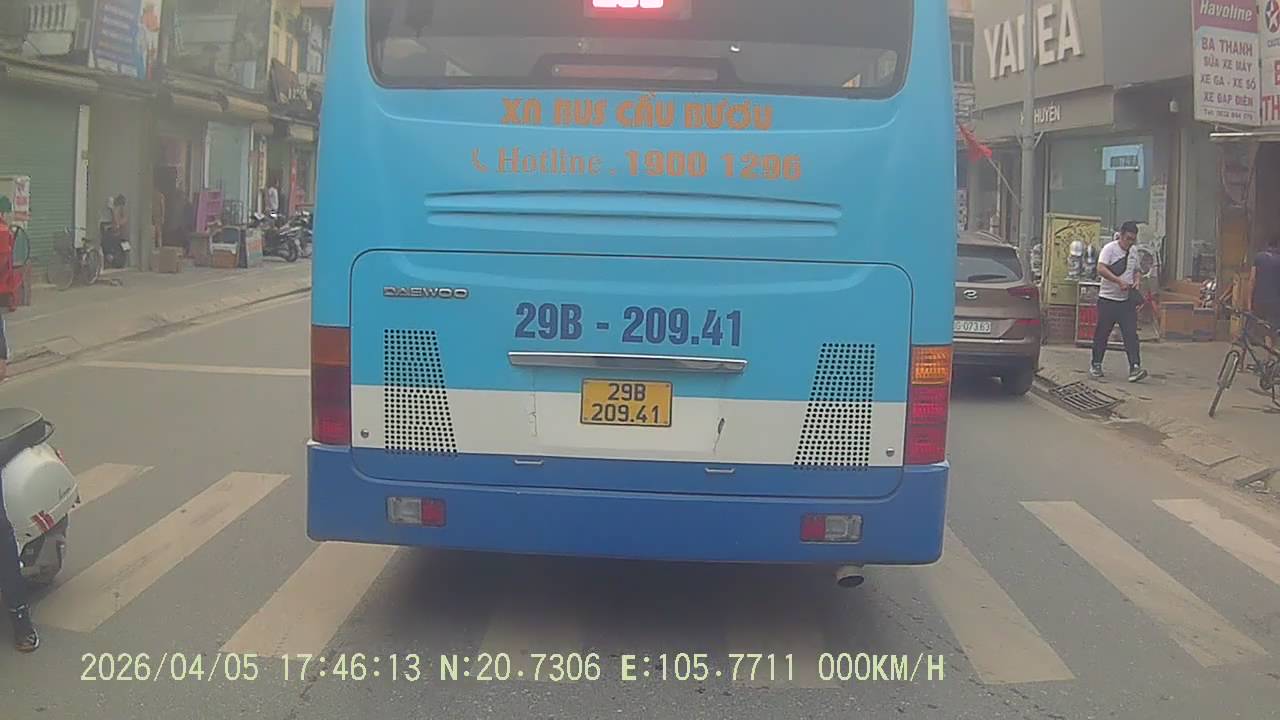 XN BUS CẦU BƯƠU
Hotline. 1900 1296
DAEWOO
29B - 209.41
29B
209.41
YADEA
HUYÊN
Havoline
BA THANH
SỬA XE MÁY
XE GA - XE SỐ
XE ĐẠP ĐIỆN
2026/04/05 17:46:13 N:20.7306 E:105.7711 000KM/H